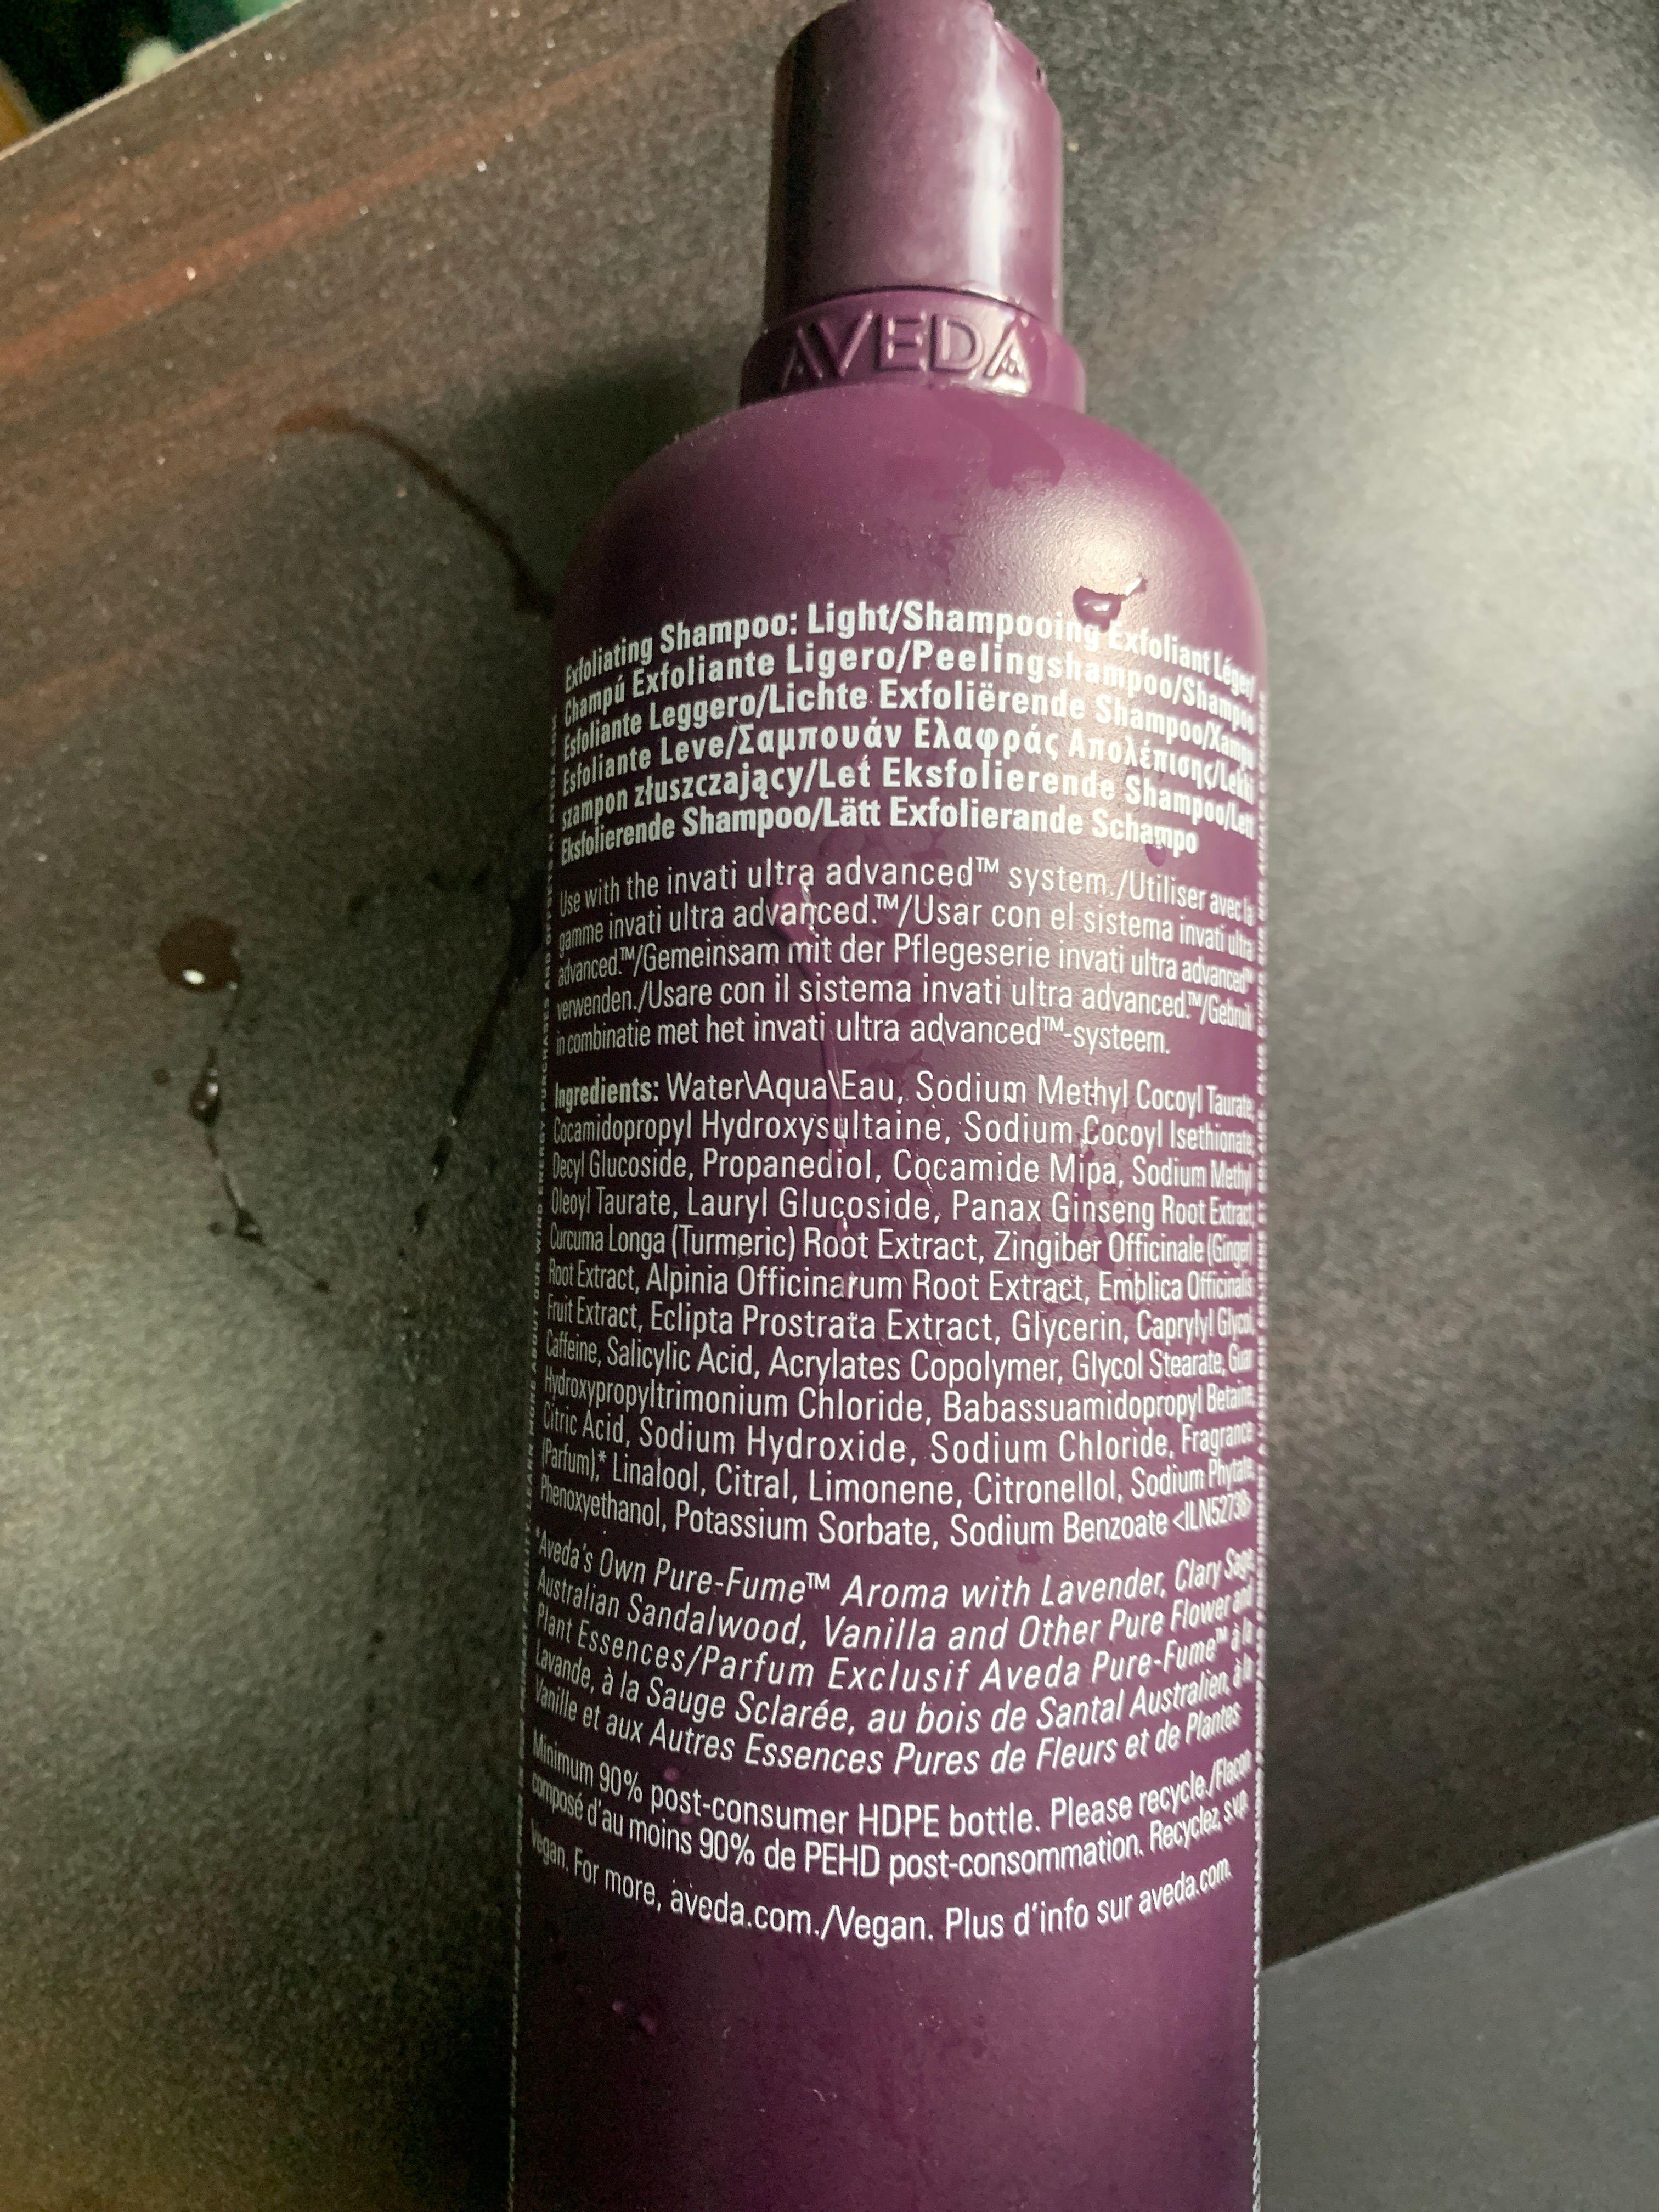 AVEDA
Exfoliating Shampoo: Light/Shampooing Exfoliant Léger/
Champú Exfoliante Ligero/Peelingshampoo/Shampoo
Esfoliante Leggero/Lichte Exfoliërende Shampoo/Xampu
Esfoliante Leve/Σαμπουάν Ελαφράς Απολέπισης/Lekki
szampon złuszczający/Let Eksfolierende Shampoo/Lett
Eksfolierende Shampoo/Lätt Exfolierande Schampo
Use with the invati ultra advanced™ system./Utiliser avec la
gamme invati ultra advanced.™/Usar con el sistema invati ultra
advanced.™/Gemeinsam mit der Pflegeserie invati ultra advanced™
verwenden./Usare con il sistema invati ultra advanced.™/Gebruik
in combinatie met het invati ultra advanced™-systeem.
Ingredients: Water\Aqua\Eau, Sodium Methyl Cocoyl Taurate,
Cocamidopropyl Hydroxysultaine, Sodium Cocoyl Isethionate,
Decyl Glucoside, Propanediol, Cocamide Mipa, Sodium Methyl
Oleoyl Taurate, Lauryl Glucoside, Panax Ginseng Root Extract,
Curcuma Longa (Turmeric) Root Extract, Zingiber Officinale (Ginger)
Root Extract, Alpinia Officinarum Root Extract, Emblica Officinalis
Fruit Extract, Eclipta Prostrata Extract, Glycerin, Caprylyl Glycol,
Caffeine, Salicylic Acid, Acrylates Copolymer, Glycol Stearate, Guar
Hydroxypropyltrimonium Chloride, Babassuamidopropyl Betaine,
Citric Acid, Sodium Hydroxide, Sodium Chloride, Fragrance
(Parfum),* Linalool, Citral, Limonene, Citronellol, Sodium Phytate,
Phenoxyethanol, Potassium Sorbate, Sodium Benzoate <ILN52738>
*Aveda's Own Pure-Fume™ Aroma with Lavender, Clary Sage,
Australian Sandalwood, Vanilla and Other Pure Flower and
Plant Essences/Parfum Exclusif Aveda Pure-Fume™ à la
Lavande, à la Sauge Sclarée, au bois de Santal Australien, à la
Vanille et aux Autres Essences Pures de Fleurs et de Plantes
Minimum 90% post-consumer HDPE bottle. Please recycle./Flacon
composé d'au moins 90% de PEHD post-consommation. Recyclez, s.v.p.
Vegan. For more, aveda.com./Vegan. Plus d'info sur aveda.com.